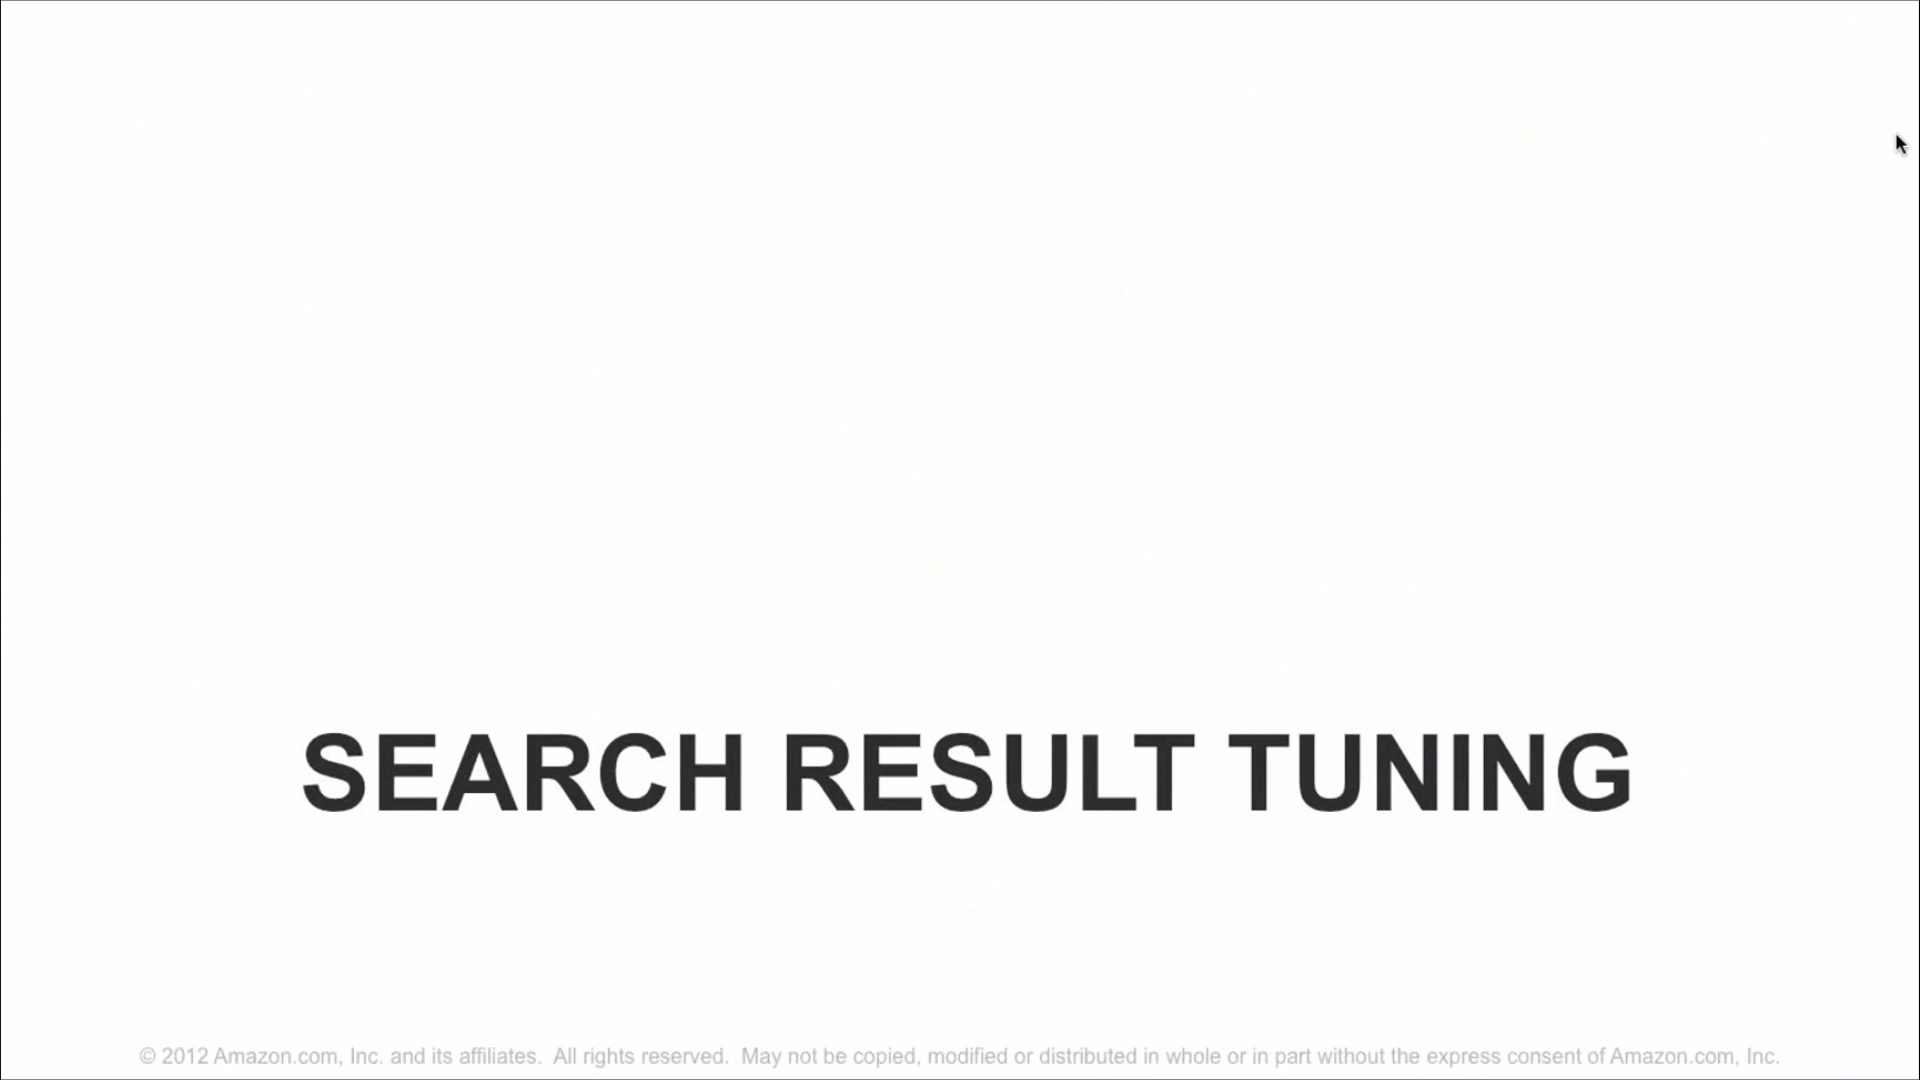 SEARCH RESULT TUNING
© 2012 Amazon.com, Inc. and its affiliates.  All rights reserved.  May not be copied, modified or distributed in whole or in part without the express consent of Amazon.com, Inc.